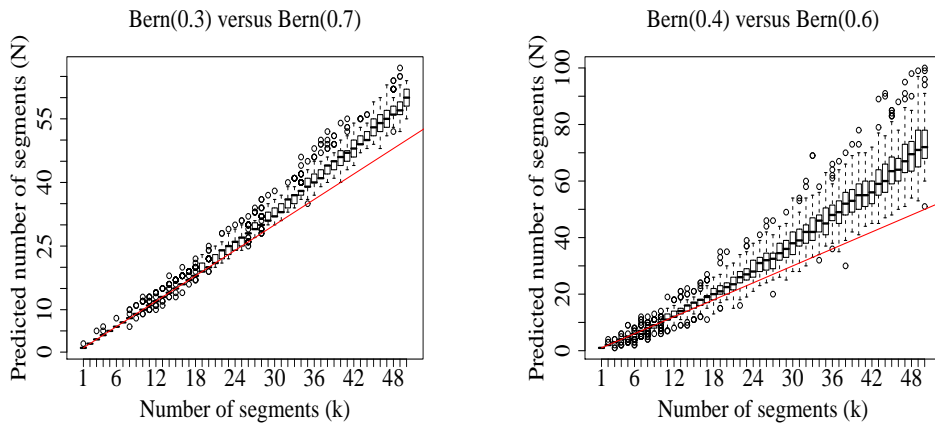 Bern(0.3) versus Bern(0.7)
Predicted number of segments (N)
55
40
25
10
0
1 6 12 18 24 30 36 42 48
Number of segments (k)
Bern(0.4) versus Bern(0.6)
Predicted number of segments (N)
100
80
60
40
20
0
1 6 12 18 24 30 36 42 48
Number of segments (k)